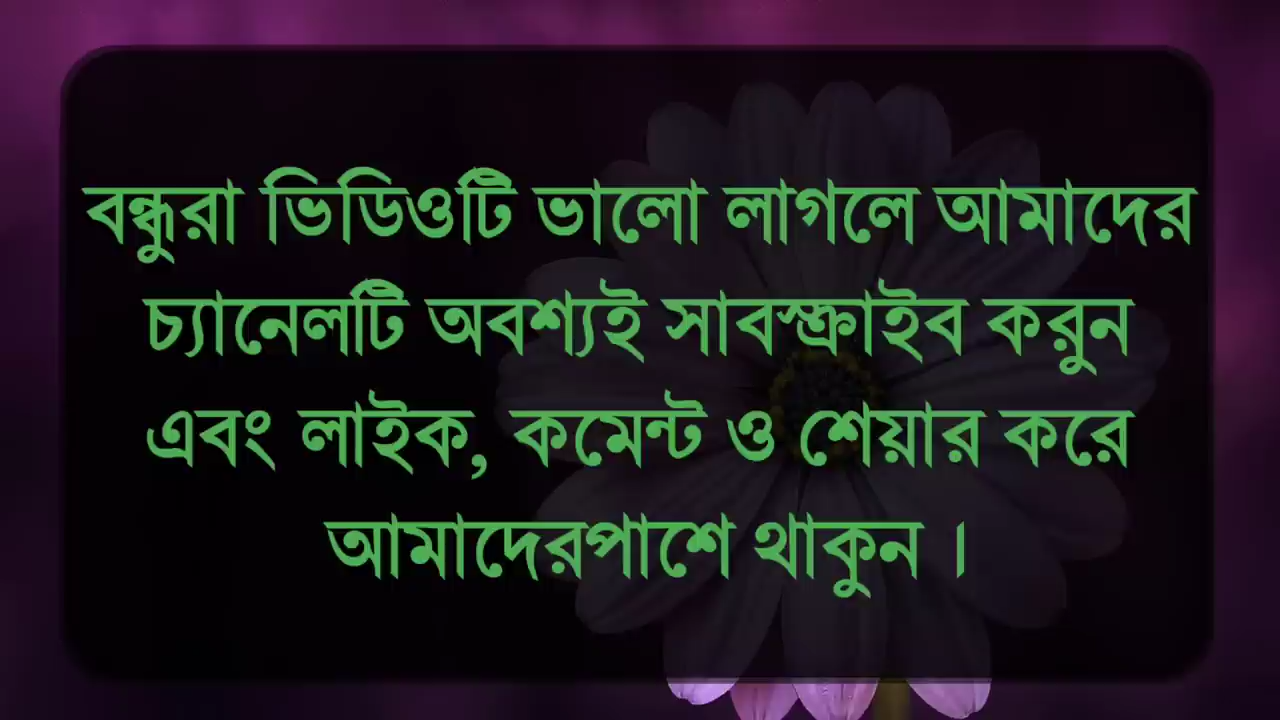 বন্ধুরা ভিডিওটি ভালো লাগলে আমাদের
চ্যানেলটি অবশ্যই সাবস্ক্রাইব করুন
এবং লাইক, কমেন্ট ও শেয়ার করে
আমাদেরপাশে থাকুন ।